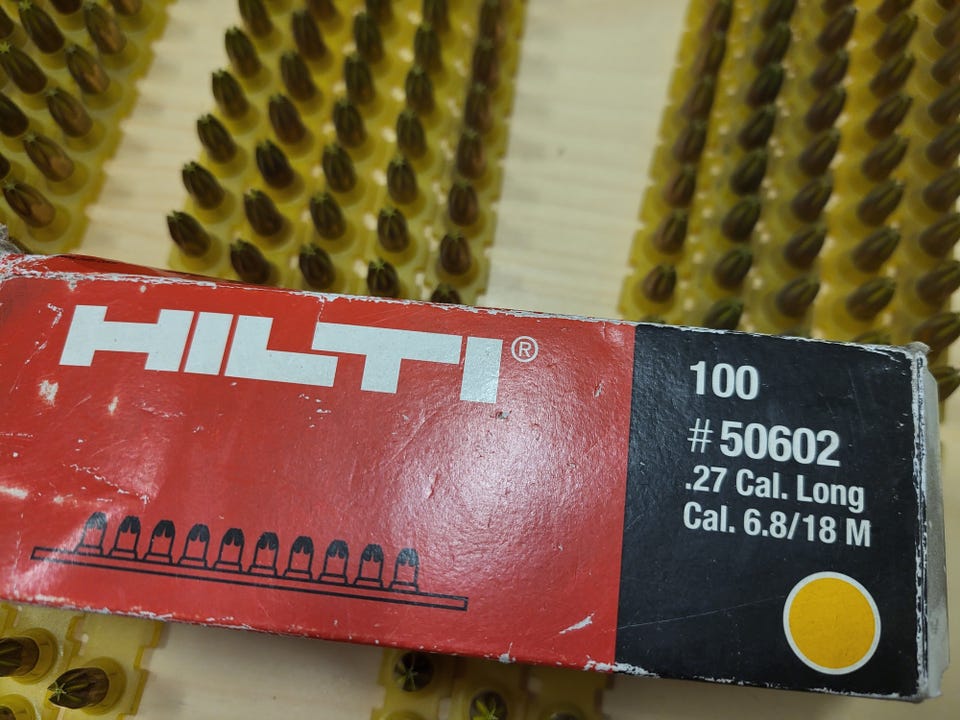 HILTI®
100
#50602
.27 Cal. Long
Cal. 6.8/18 M